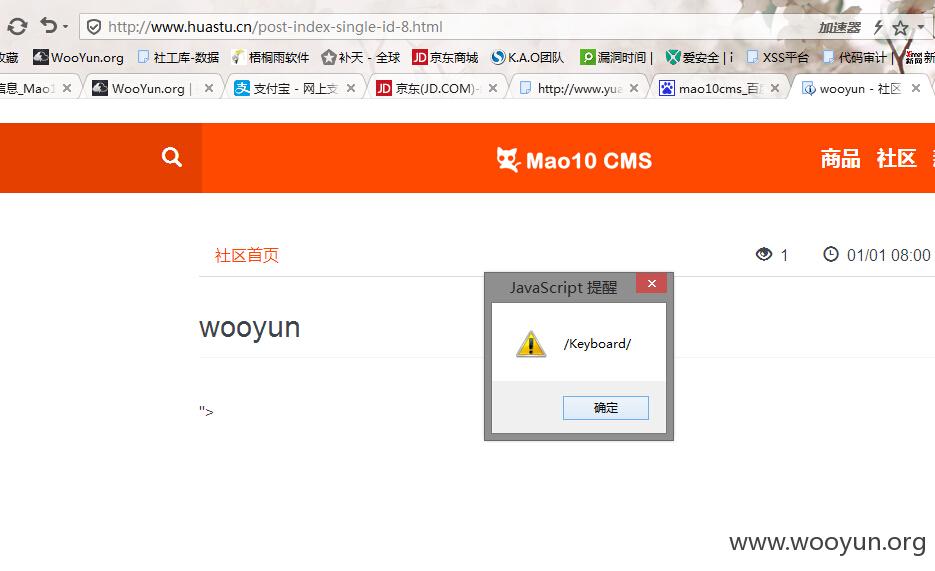 http://www.huastu.cn/post-index-single-id-8.html 加速器
收藏 WooYun.org 社工库-数据 梧桐雨软件 补天 - 全球 JD 京东商城 K.A.O团队 漏洞时间 | 爱安全 | i XSS平台 代码审计 |
信息_Mao1 WooYun.org | 支付宝 - 网上支 JD 京东(JD.COM)- http://www.yua mao10cms_百度 wooyun - 社区
Mao10 CMS 商品 社区
社区首页 1 01/01 08:00
JavaScript 提醒
wooyun
/Keyboard/
确定
">
www.wooyun.org